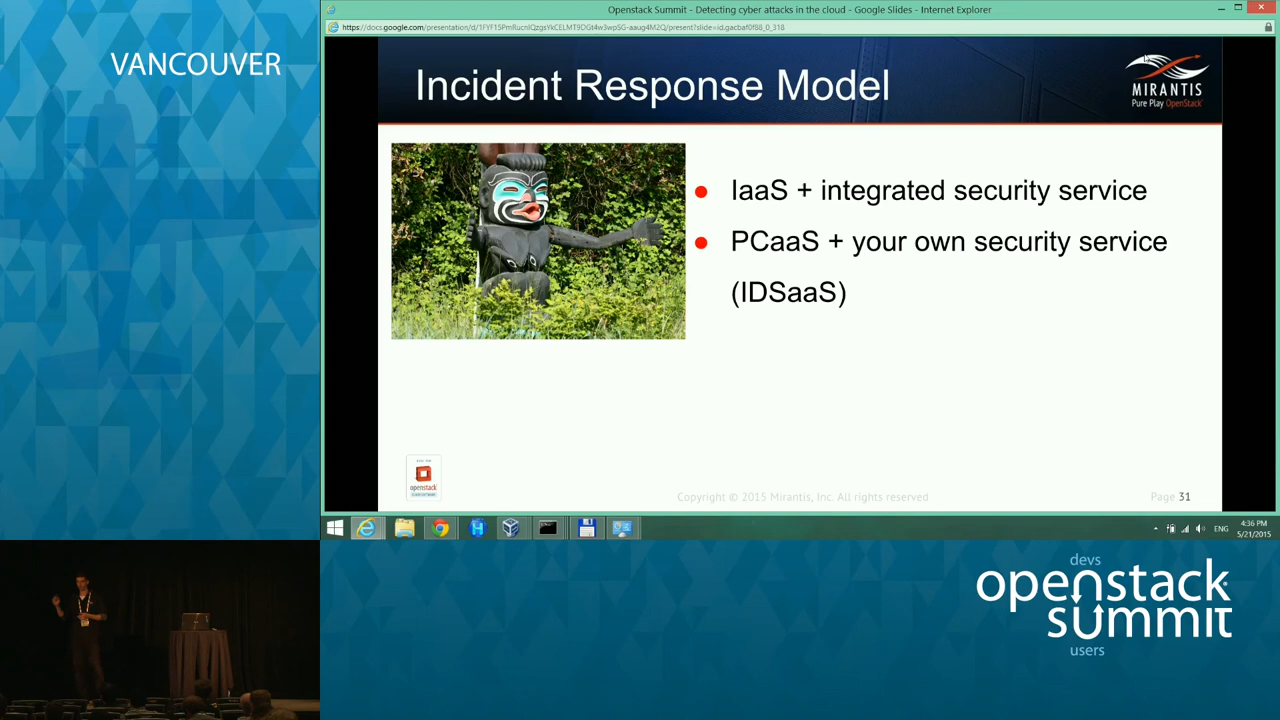 VANCOUVER
Openstack Summit - Detecting cyber attacks in the cloud - Google Slides - Internet Explorer
Incident Response Model
MIRANTIS
Pure Play OpenStack
IaaS + integrated security service
PCaaS + your own security service
(IDSaaS)
openstack
Copyright © 2015 Mirantis, Inc. All rights reserved
Page 31
ENG
4:36 PM
5/21/2015
devs
openstack
summit
users